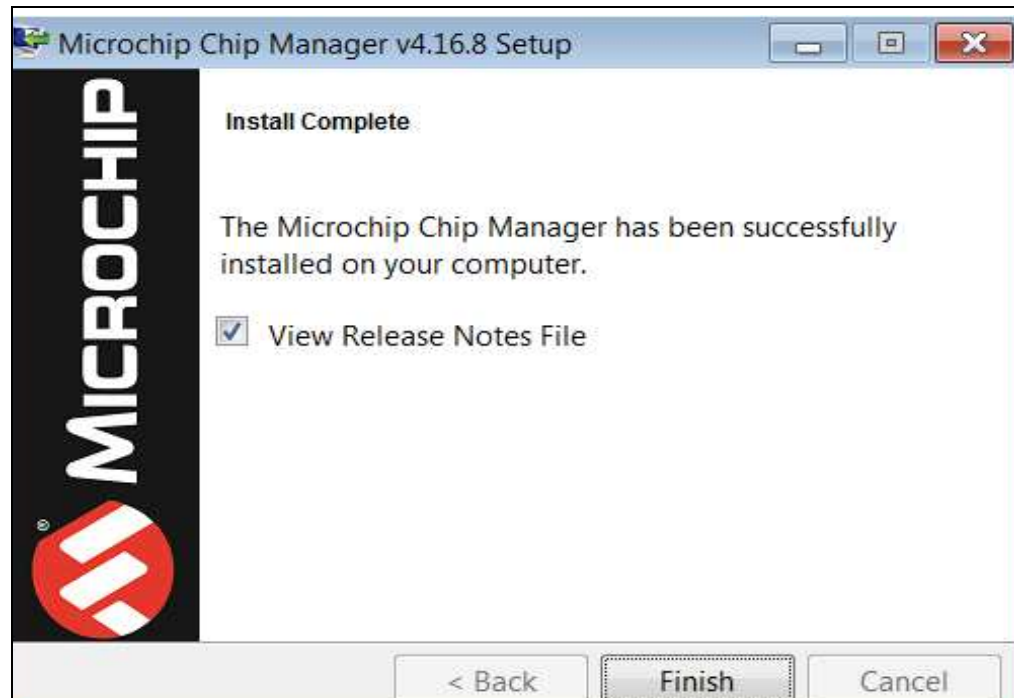 Microchip Chip Manager v4.16.8 Setup
MICROCHIP
®
Install Complete
The Microchip Chip Manager has been successfully
installed on your computer.
View Release Notes File
< Back
Finish
Cancel